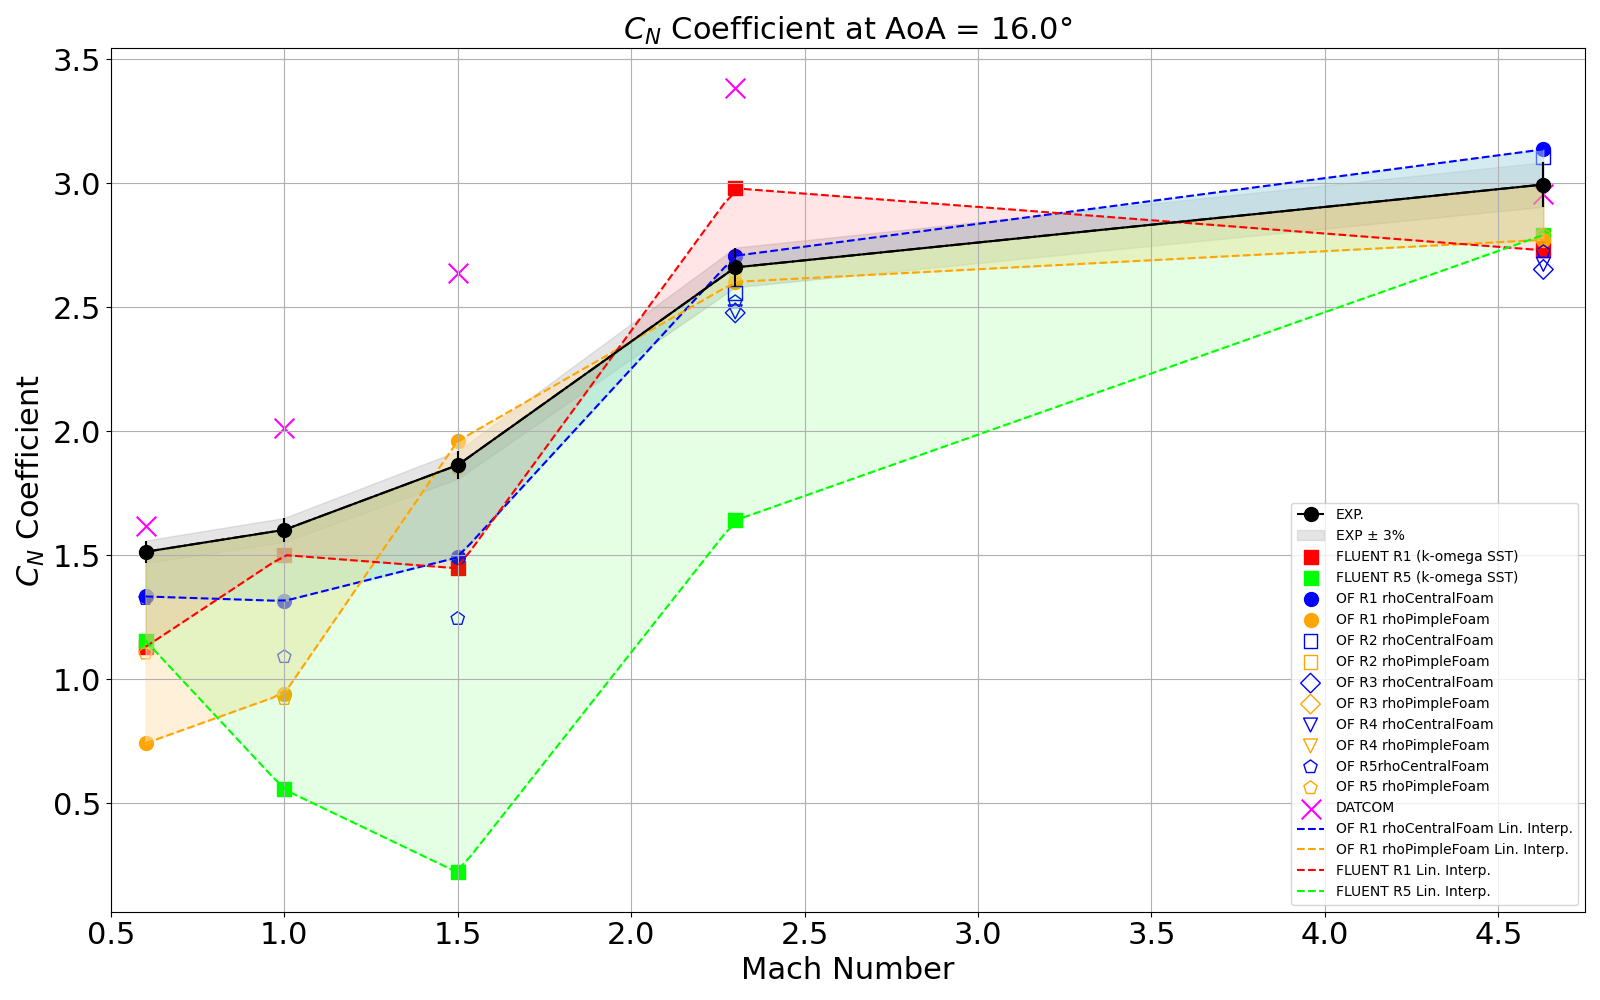 C_N Coefficient at AoA = 16.0°
C_N Coefficient
3.5
3.0
2.5
2.0
1.5
1.0
0.5
0.5 1.0 1.5 2.0 2.5 3.0 3.5 4.0 4.5
Mach Number
EXP.
EXP ± 3%
FLUENT R1 (k-omega SST)
FLUENT R5 (k-omega SST)
OF R1 rhoCentralFoam
OF R1 rhoPimpleFoam
OF R2 rhoCentralFoam
OF R2 rhoPimpleFoam
OF R3 rhoCentralFoam
OF R3 rhoPimpleFoam
OF R4 rhoCentralFoam
OF R4 rhoPimpleFoam
OF R5rhoCentralFoam
OF R5 rhoPimpleFoam
DATCOM
OF R1 rhoCentralFoam Lin. Interp.
OF R1 rhoPimpleFoam Lin. Interp.
FLUENT R1 Lin. Interp.
FLUENT R5 Lin. Interp.